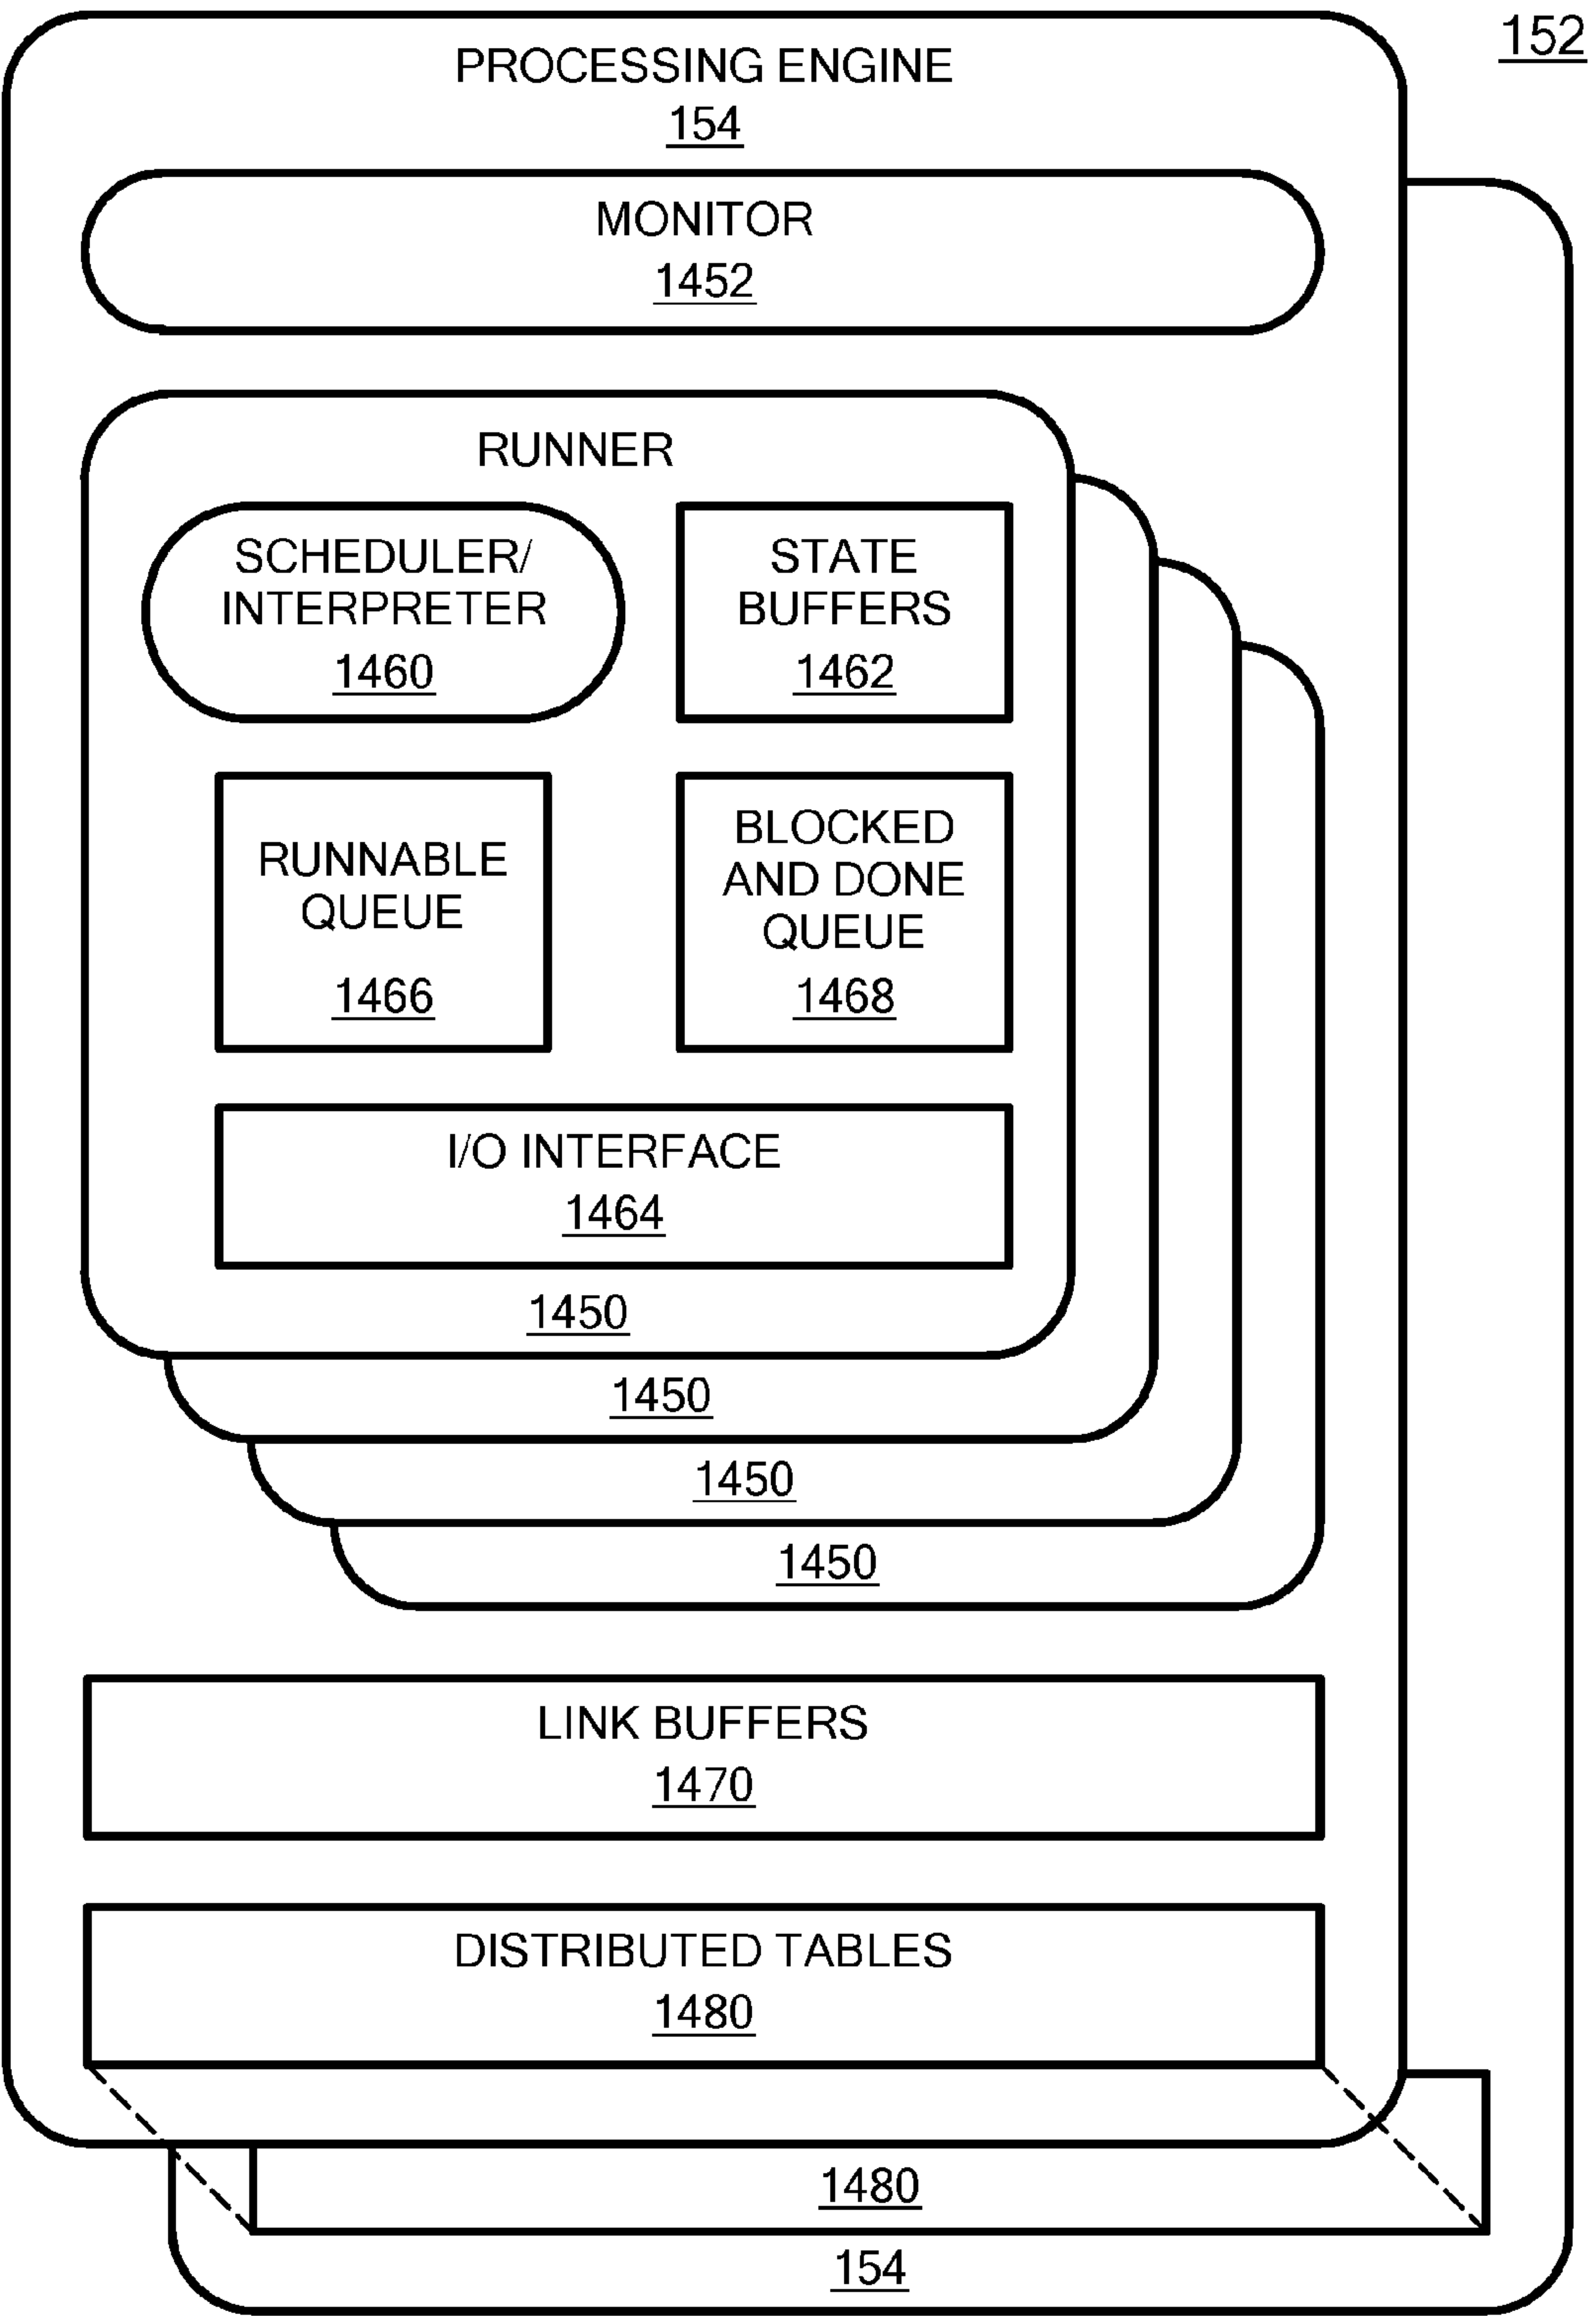 152
PROCESSING ENGINE
154
MONITOR
1452
RUNNER
SCHEDULER/
INTERPRETER
1460
STATE
BUFFERS
1462
RUNNABLE
QUEUE
1466
BLOCKED
AND DONE
QUEUE
1468
I/O INTERFACE
1464
1450
1450
1450
1450
LINK BUFFERS
1470
DISTRIBUTED TABLES
1480
1480
154